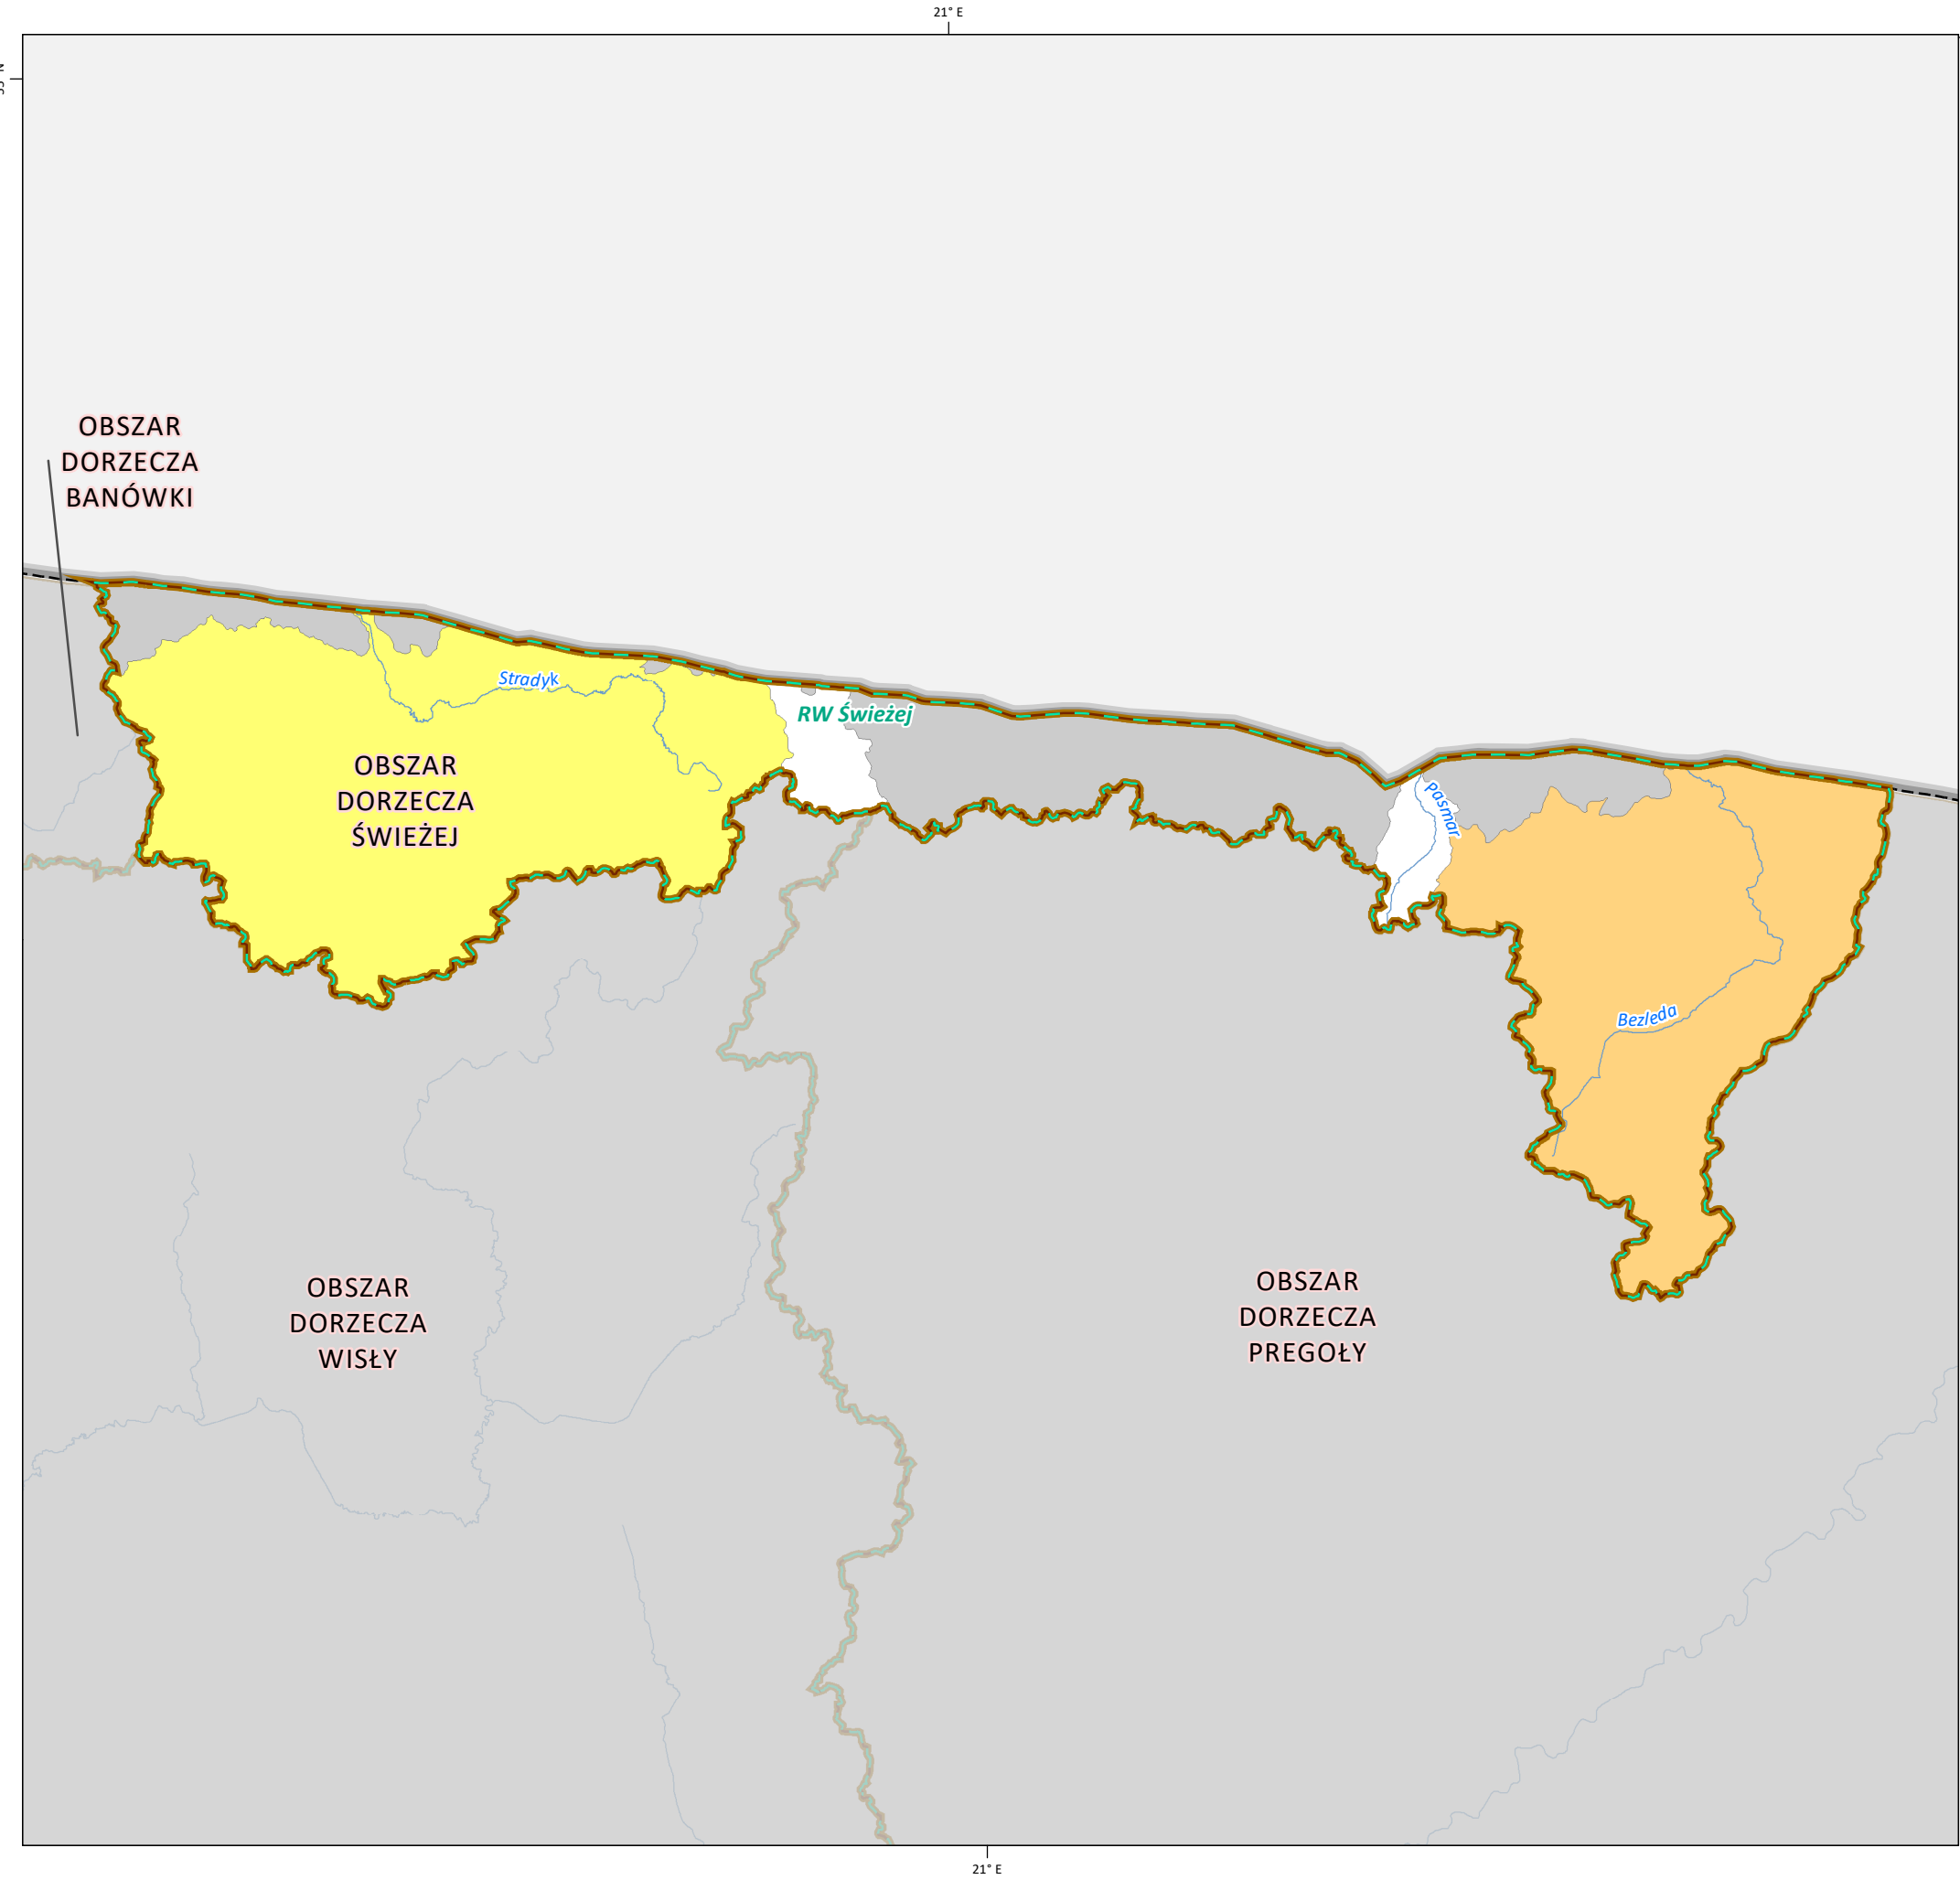 21° E
OBSZAR
DORZECZA
BANÓWKI
Stradyk
RW Świeżej
OBSZAR
DORZECZA
ŚWIEŻEJ
Pasmar
Bezleda
OBSZAR
DORZECZA
WISŁY
OBSZAR
DORZECZA
PREGOŁY
21° E